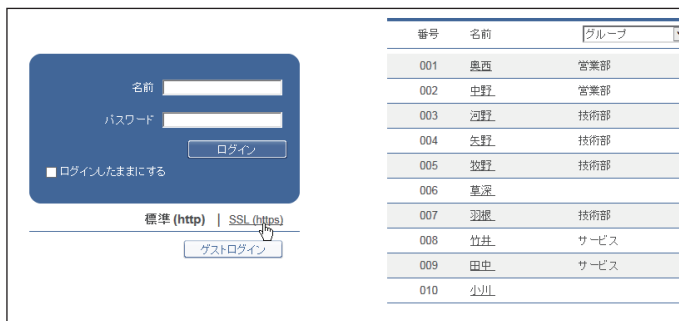 名前
パスワード
ログイン
ログインしたままにする
標準 (http) | SSL (https)
ゲストログイン
番号 名前 グループ
001 奥西 営業部
002 中野 営業部
003 河野 技術部
004 矢野 技術部
005 牧野 技術部
006 草深
007 羽根 技術部
008 竹井 サービス
009 田中 サービス
010 小川